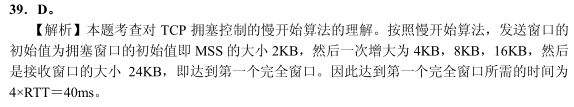 39．D。
【解析】本题考查对 TCP 拥塞控制的慢开始算法的理解。按照慢开始算法，发送窗口的
初始值为拥塞窗口的初始值即 MSS 的大小 2KB，然后一次增大为 4KB，8KB，16KB，然后
是接收窗口的大小 24KB，即达到第一个完全窗口。因此达到第一个完全窗口所需的时间为
4×RTT＝40ms。